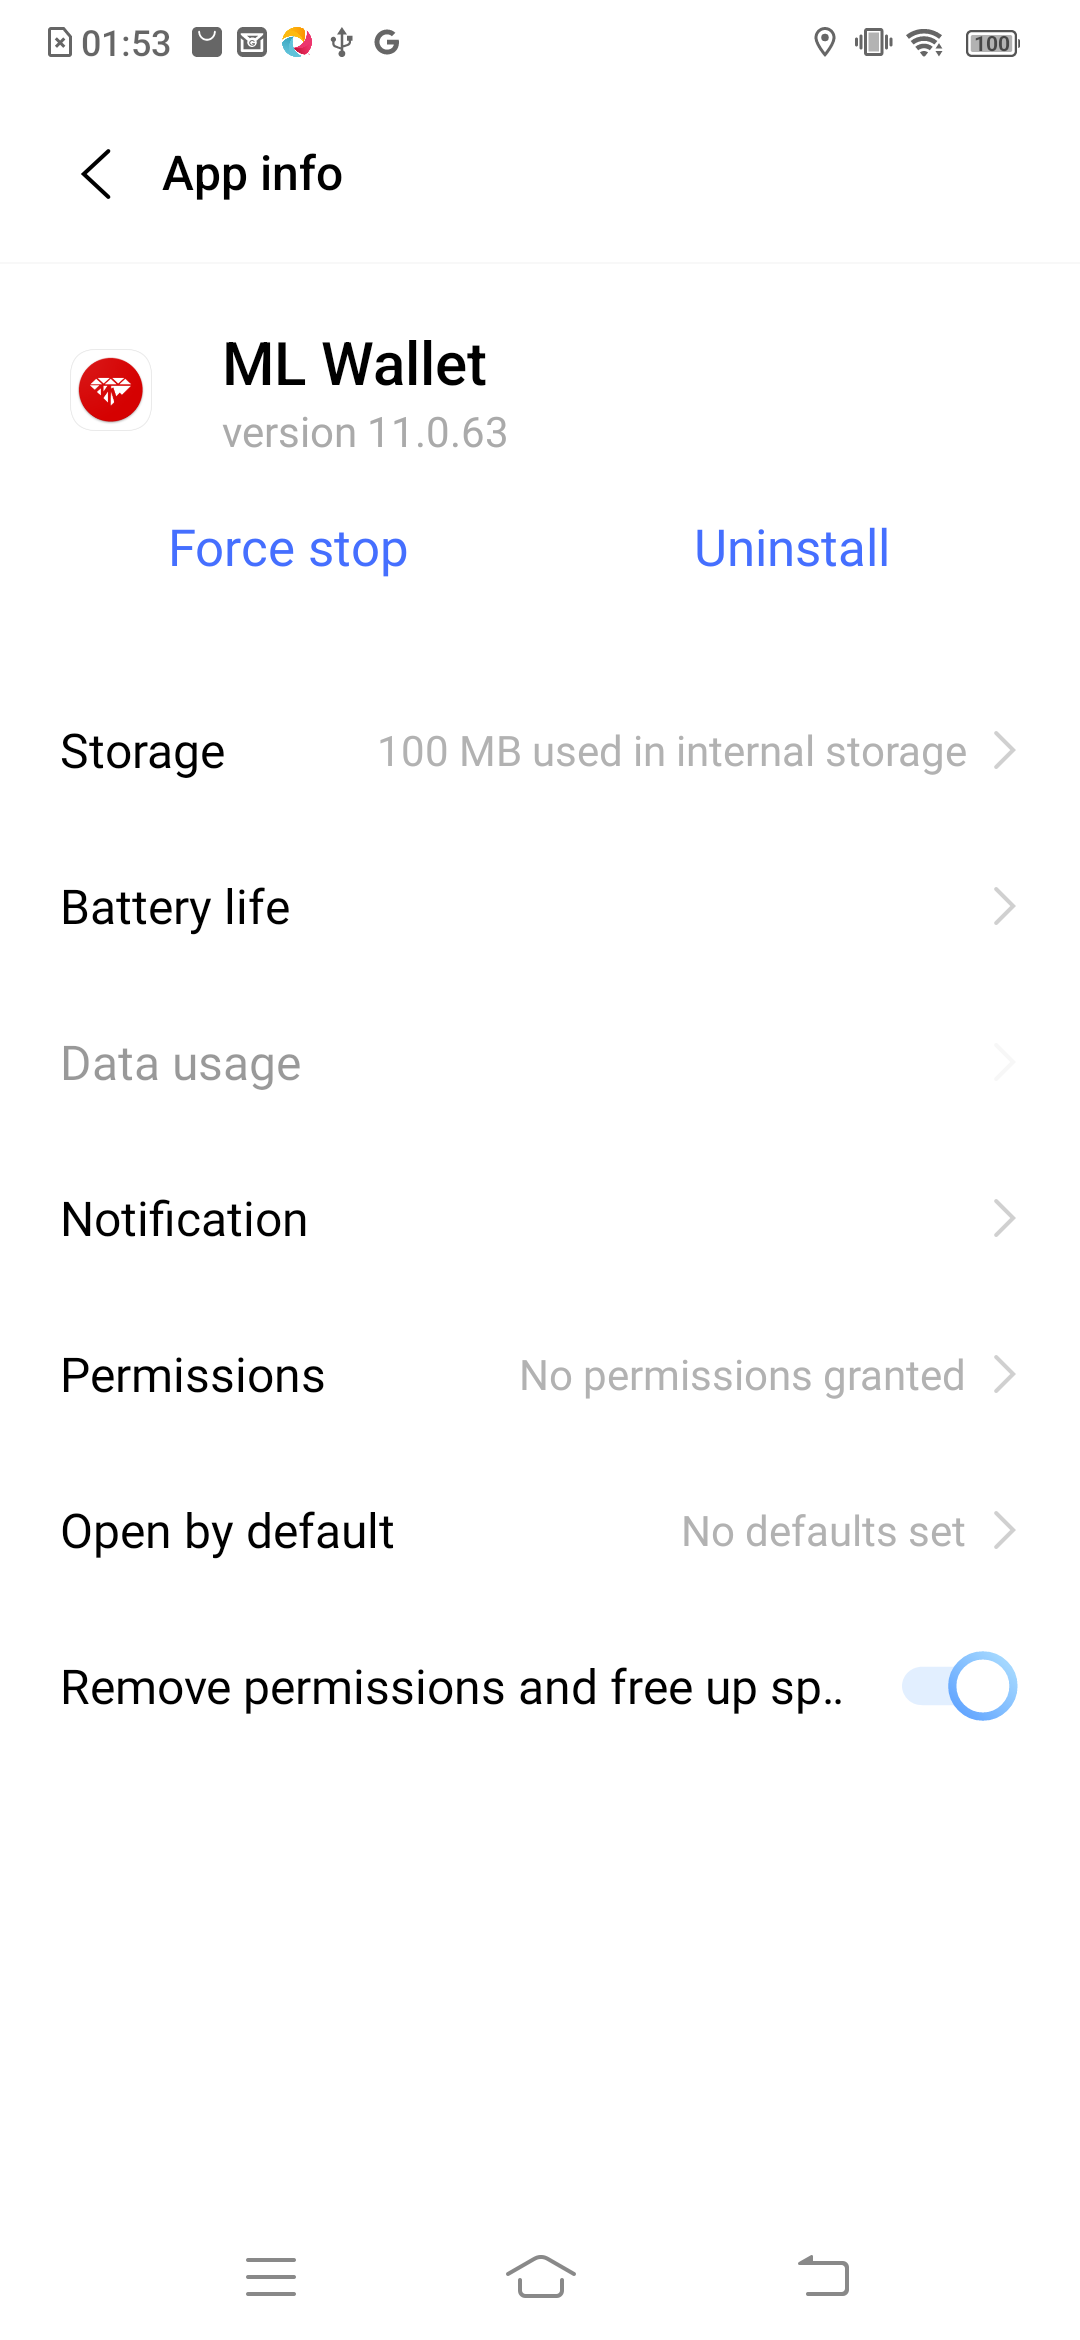 01:53
100
App info
ML Wallet
version 11.0.63
Force stop
Uninstall
Storage
100 MB used in internal storage
Battery life
Data usage
Notification
Permissions
No permissions granted
Open by default
No defaults set
Remove permissions and free up sp..